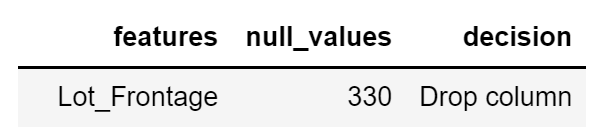 features null_values decision
Lot_Frontage 330 Drop column